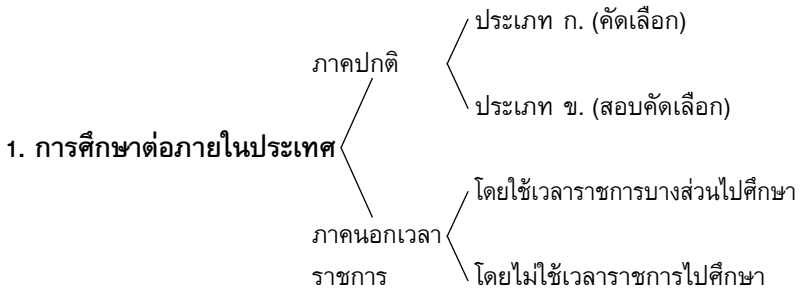 ประเภท ก. (คัดเลือก)
ภาคปกติ
ประเภท ข. (สอบคัดเลือก)
1. การศึกษาต่อภายในประเทศ
โดยใช้เวลาราชการบางส่วนไปศึกษา
ภาคนอกเวลา
ราชการ
โดยไม่ใช้เวลาราชการไปศึกษา